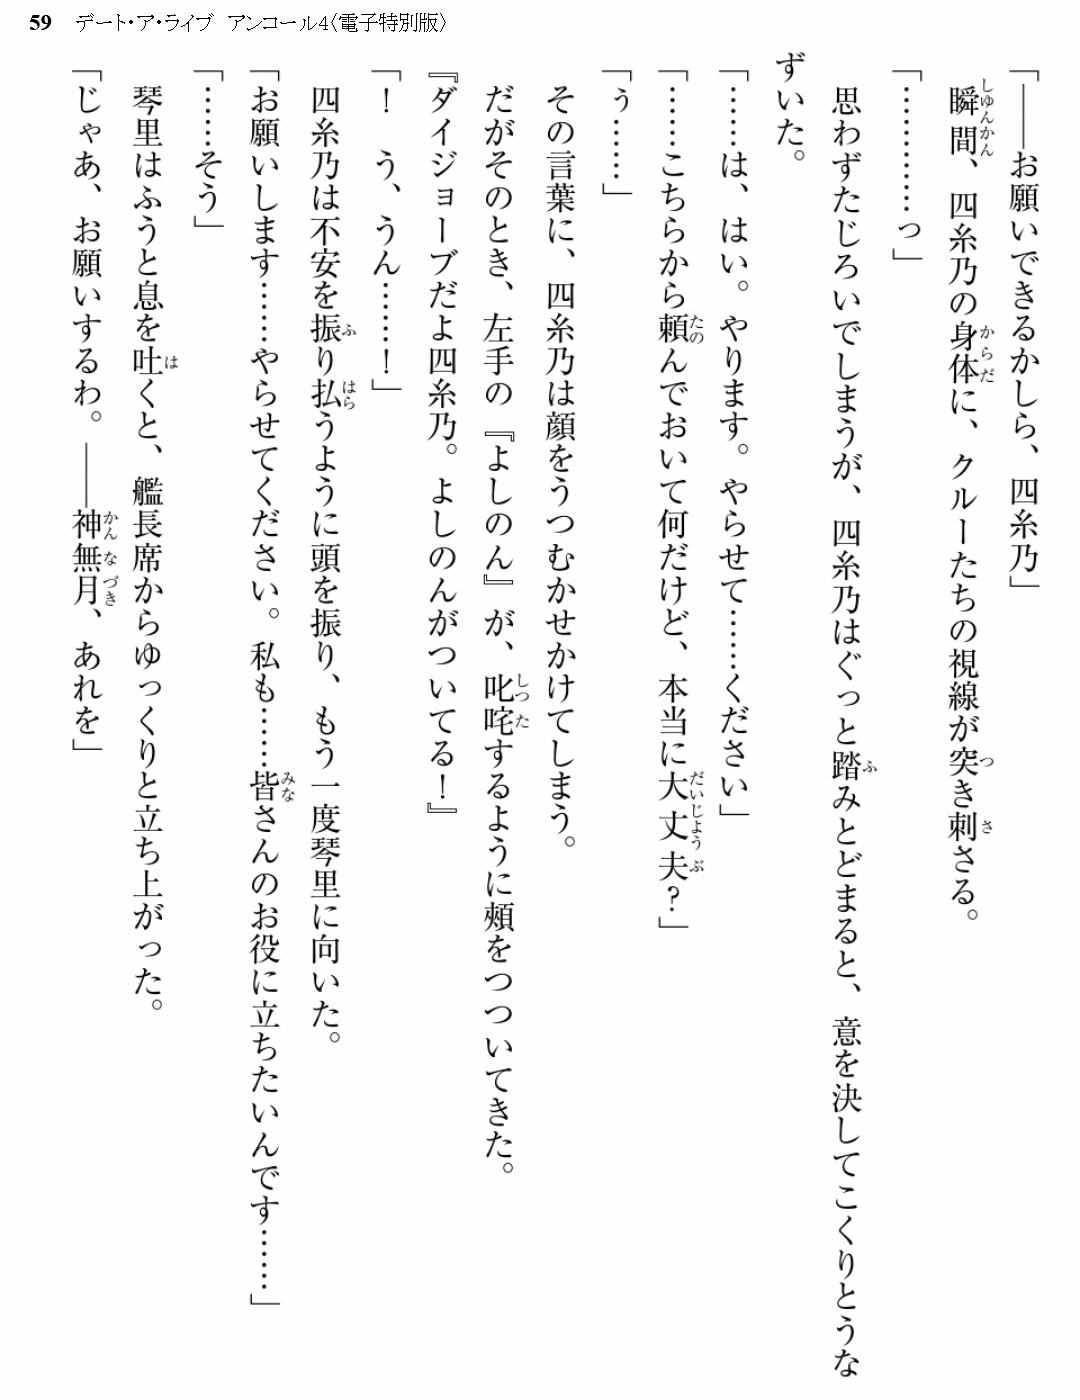 59 デート・ア・ライブ アンコール4〈電子特別版〉
「――お願いできるかしら、四糸乃」
瞬間、四糸乃の身体に、クルーたちの視線が突き刺さる。
「…………っ」
思わずたじろいでしまうが、四糸乃はぐっと踏みとどまると、意を決してこくりとうな
ずいた。
「……は、はい。やります。やらせて……ください」
「……こちらから頼んでおいて何だけど、本当に大丈夫？」
「ぅ……」
その言葉に、四糸乃は顔をうつむかせかけてしまう。
だがそのとき、左手の『よしのん』が、叱咤するように頰をつついてきた。
『ダイジョーブだよ四糸乃。よしのんがついてる！』
「！　う、うん……！」
四糸乃は不安を振り払うように頭を振り、もう一度琴里に向いた。
「お願いします……やらせてください。私も……皆さんのお役に立ちたいんです……」
「……そう」
琴里はふうと息を吐くと、艦長席からゆっくりと立ち上がった。
「じゃあ、お願いするわ。――神無月、あれを」